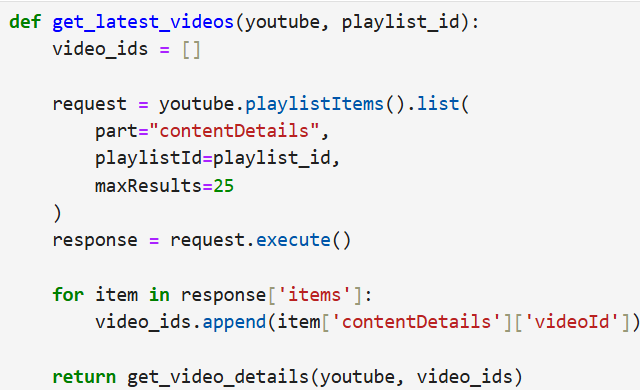 def get_latest_videos(youtube, playlist_id):
    video_ids = []

    request = youtube.playlistItems().list(
        part="contentDetails",
        playlistId=playlist_id,
        maxResults=25
    )
    response = request.execute()

    for item in response['items']:
        video_ids.append(item['contentDetails']['videoId'])

    return get_video_details(youtube, video_ids)